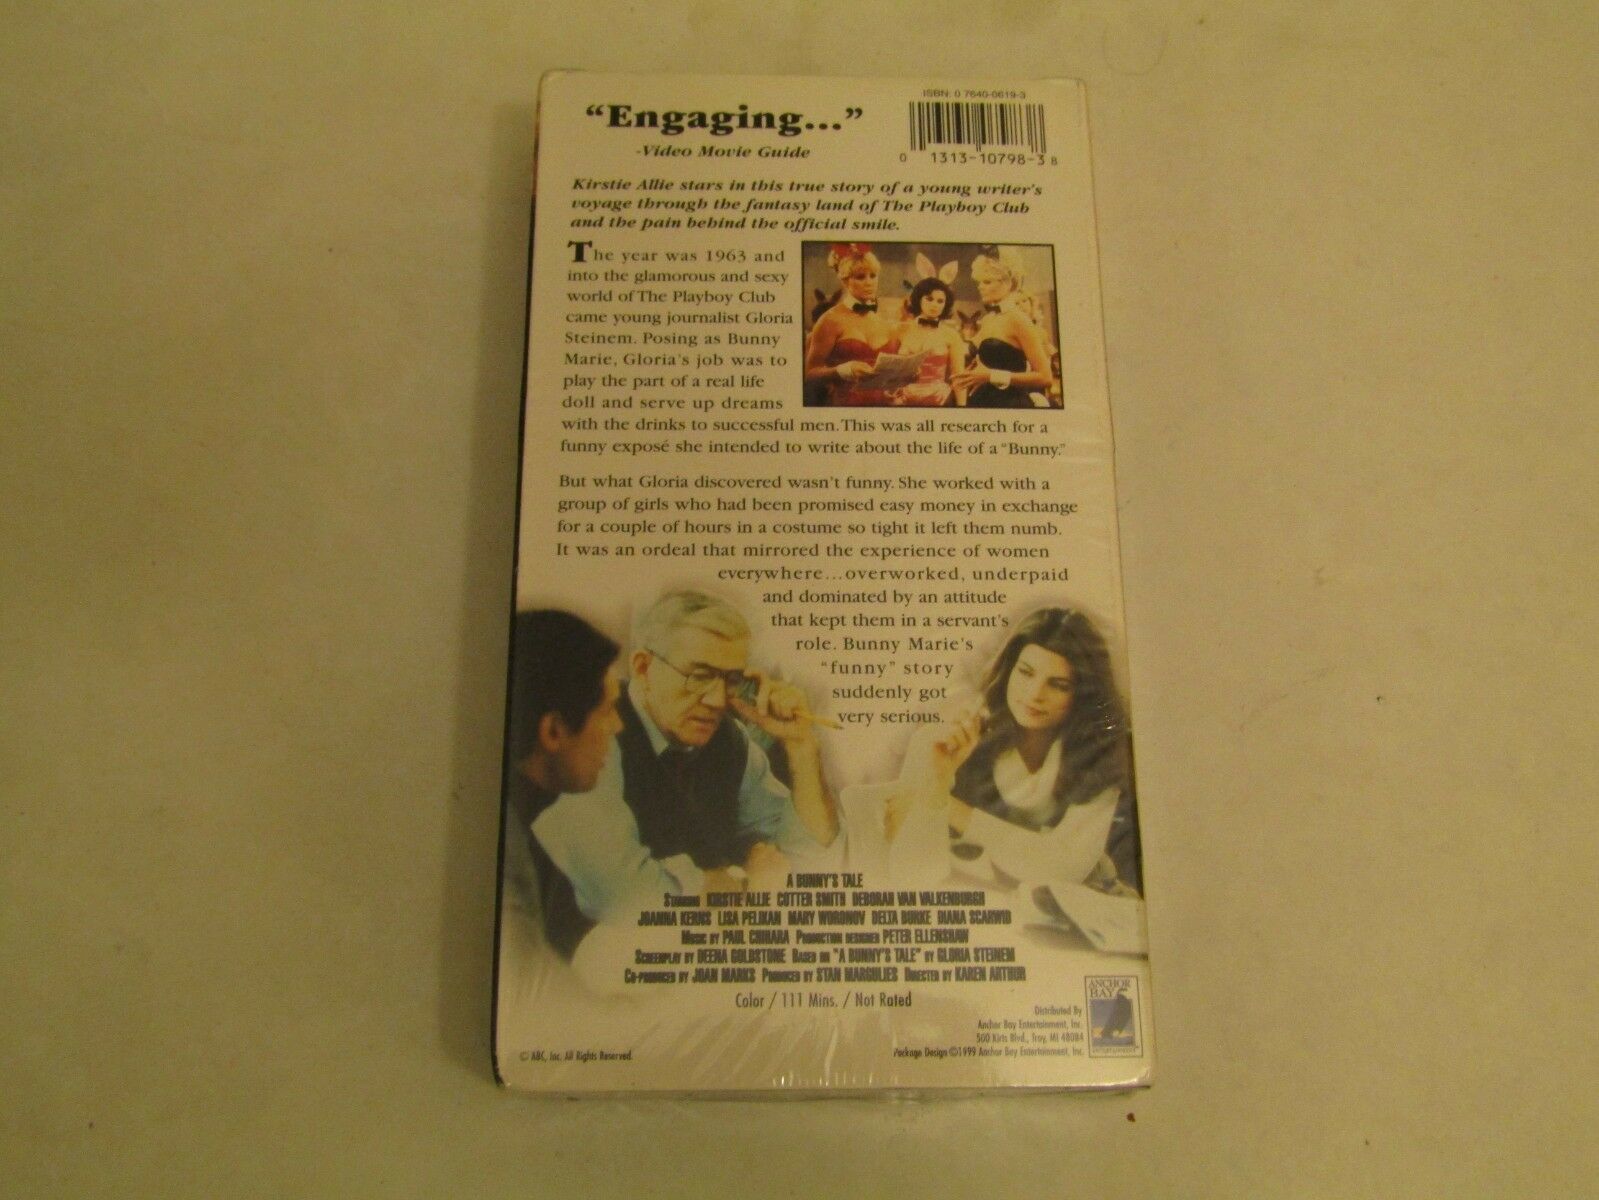 "Engaging..."
-Video Movie Guide
ISBN: 0 7640-0619-3
0 1313-10798-3 8
Kirstie Allie stars in this true story of a young writer's
voyage through the fantasy land of The Playboy Club
and the pain behind the official smile.
The year was 1963 and
into the glamorous and sexy
world of The Playboy Club
came young journalist Gloria
Steinem. Posing as Bunny
Marie, Gloria's job was to
play the part of a real life
doll and serve up dreams
with the drinks to successful men. This was all research for a
funny exposé she intended to write about the life of a "Bunny."
But what Gloria discovered wasn't funny. She worked with a
group of girls who had been promised easy money in exchange
for a couple of hours in a costume so tight it left them numb.
It was an ordeal that mirrored the experience of women
everywhere...overworked, underpaid
and dominated by an attitude
that kept them in a servant's
role. Bunny Marie's
"funny" story
suddenly got
very serious.
A BUNNY'S TALE
STARRING KIRSTIE ALLIE COTTER SMITH DEBORAH VAN VALKENBURGH
JOANNA KERNS LISA PELIKAN MARY WORONOV DELTA BURKE DIANA SCARWID
MUSIC BY PAUL CHIHARA PRODUCTION DESIGNER PETER ELLENSHAW
SCREENPLAY BY DEENA GOLDSTONE BASED ON "A BUNNY'S TALE" BY GLORIA STEINEM
CO-PRODUCED BY JOAN MARKS PRODUCED BY STAN MARGULIES DIRECTED BY KAREN ARTHUR
Color / 111 Mins. / Not Rated
Distributed By
Anchor Bay Entertainment, Inc.
500 Kirts Blvd., Troy, MI 48084
Package Design ©1999 Anchor Bay Entertainment, Inc.
© ABC, Inc. All Rights Reserved.
ANCHOR
BAY
ENTERTAINMENT